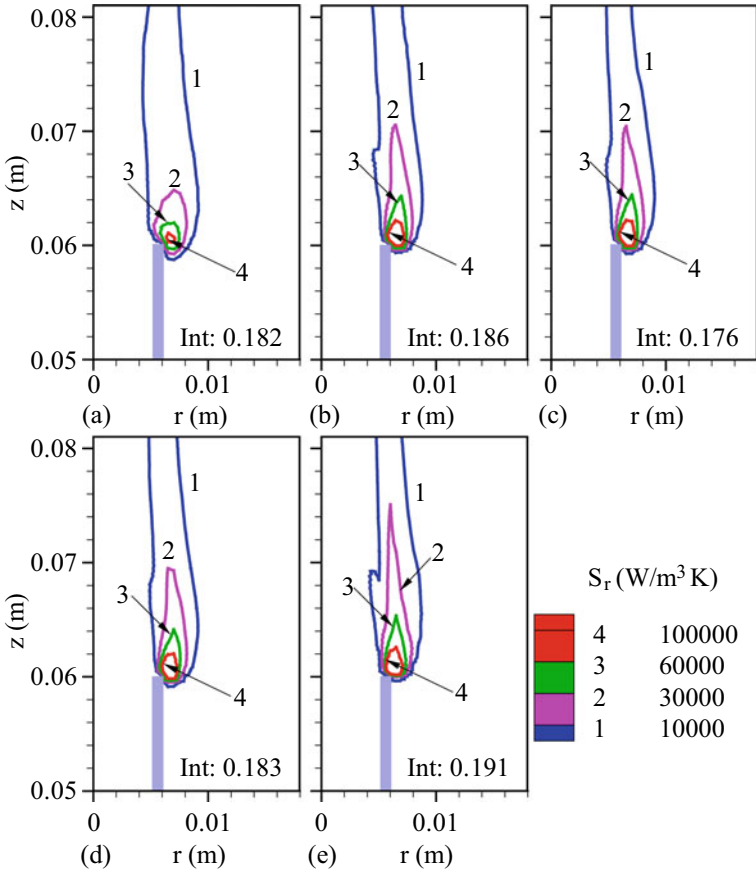 0.08
0.07
0.06
0.05
z (m)
1
2
3
4
Int: 0.182
0
0.01
(a)
r (m)
1
2
3
4
Int: 0.186
0
0.01
(b)
r (m)
1
2
3
4
Int: 0.176
0
0.01
(c)
r (m)
0.08
0.07
0.06
0.05
z (m)
1
2
3
4
Int: 0.183
0
0.01
(d)
r (m)
1
2
3
4
Int: 0.191
0
0.01
(e)
r (m)
Sr (W/m³ K)
4 100000
3 60000
2 30000
1 10000